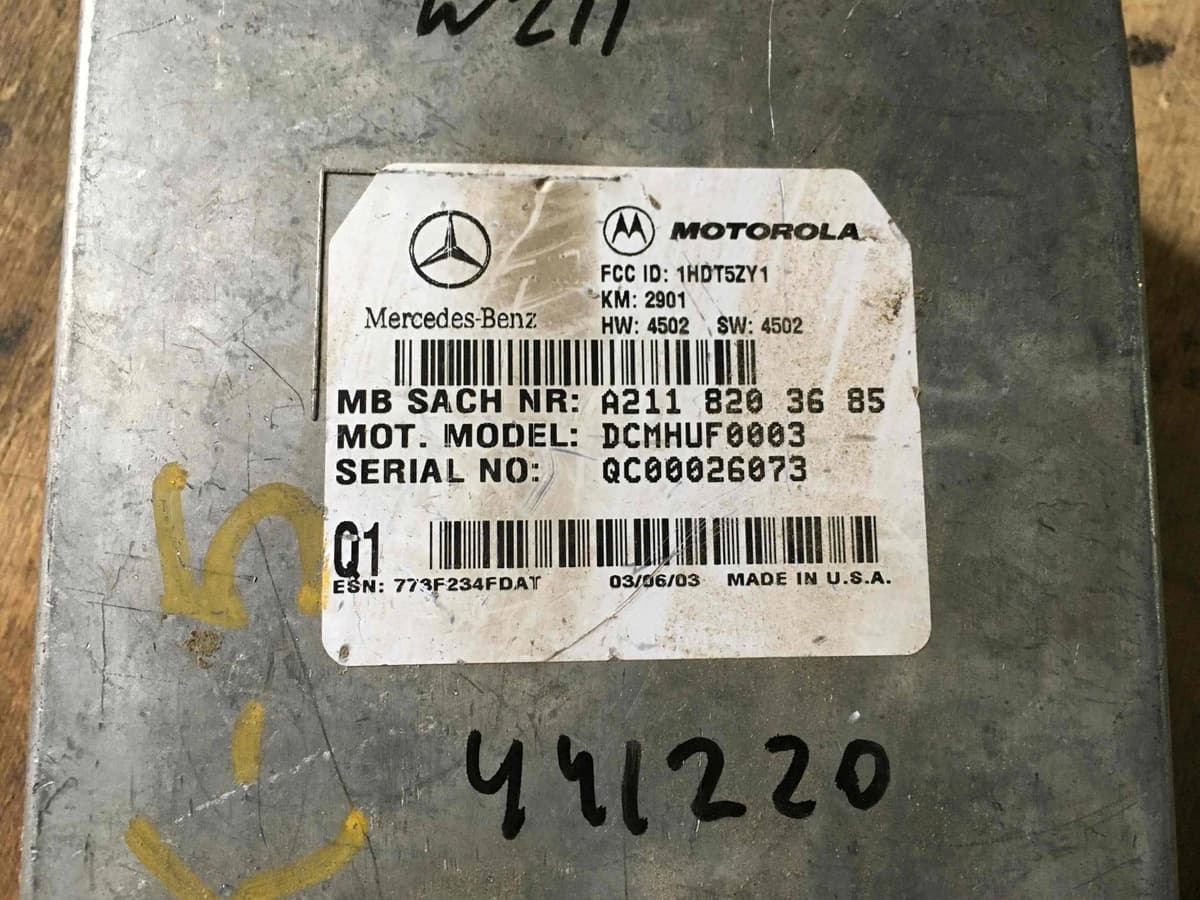 W211
MOTOROLA
FCC ID: 1HDT5ZY1
KM: 2901
Mercedes-Benz
HW: 4502 SW: 4502
MB SACH NR: A211 820 36 85
MOT. MODEL: DCMHUF0003
SERIAL NO: QC00026073
Q1
ESN: 773F234FDAT 03/06/03 MADE IN U.S.A.
441220